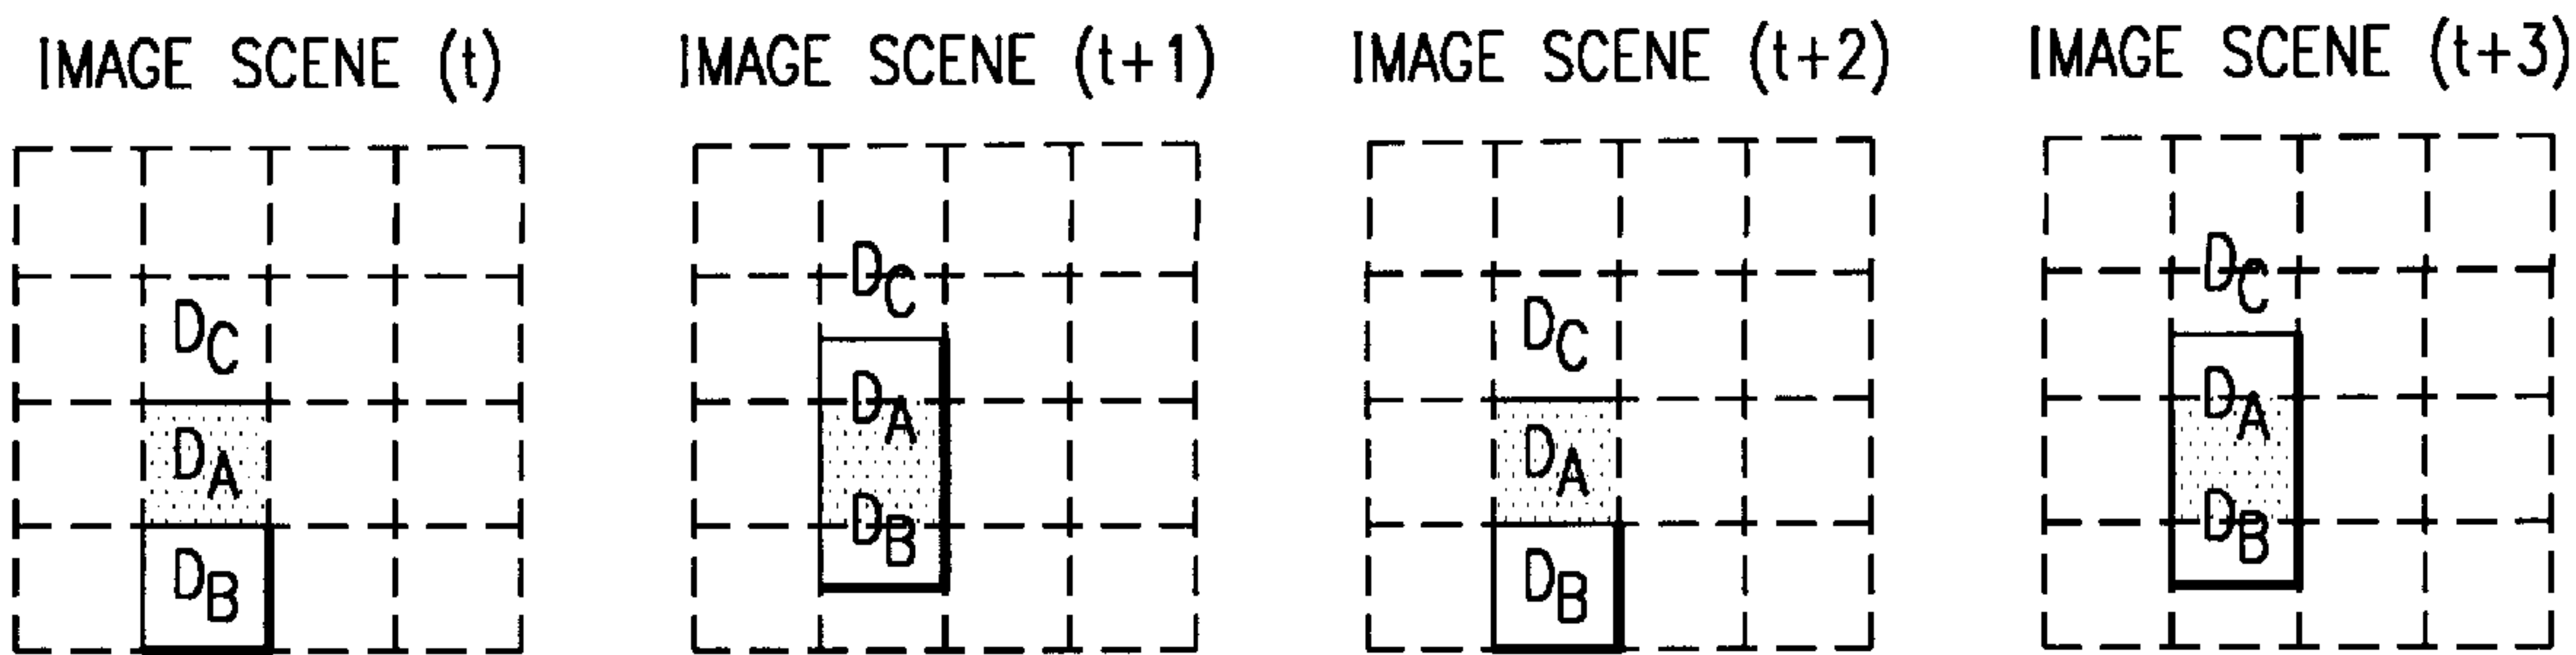 IMAGE SCENE (t) IMAGE SCENE (t+1) IMAGE SCENE (t+2) IMAGE SCENE (t+3)
DC DC DC DC
DA DA DA DA
DB DB DB DB